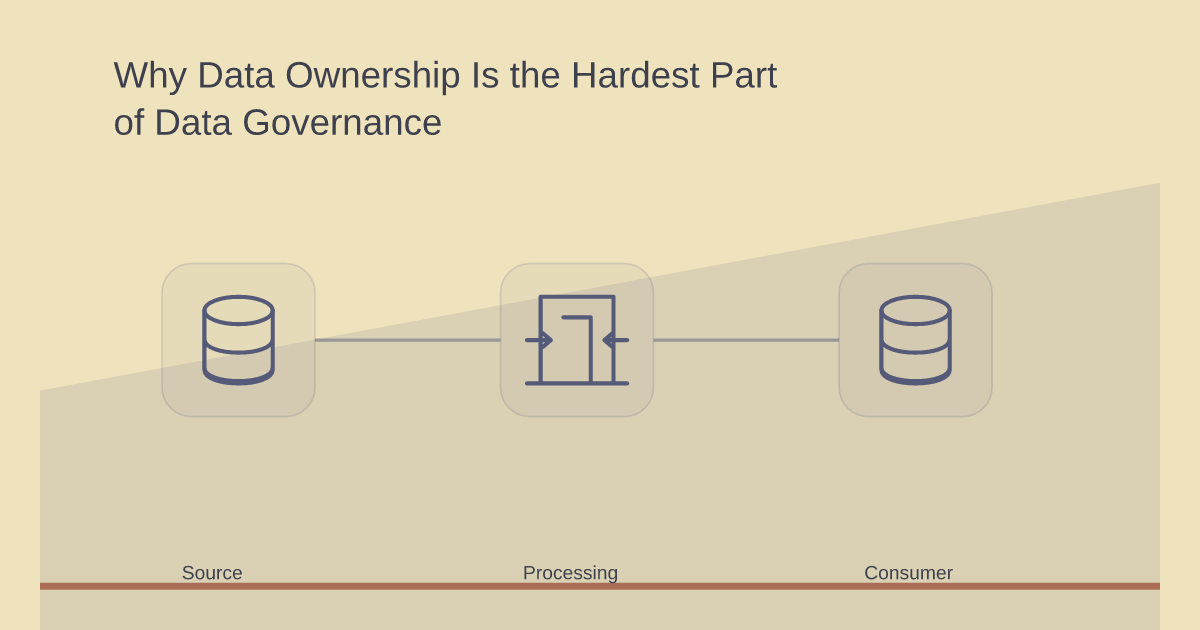 Why Data Ownership Is the Hardest Part
of Data Governance
Source
Processing
Consumer